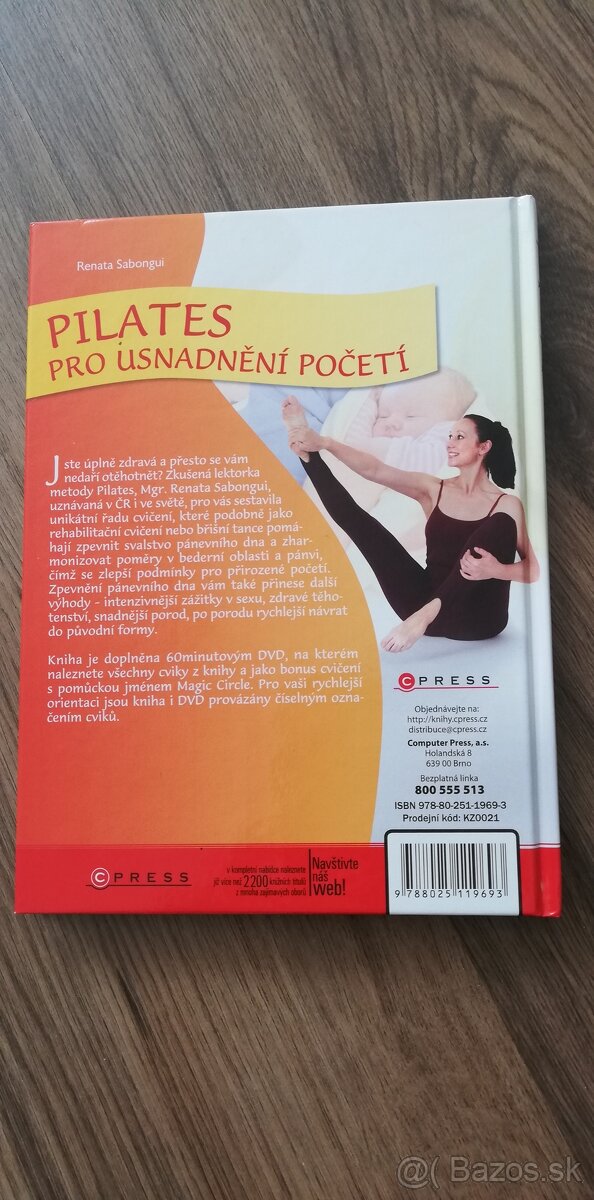 Renata Sabongui
PILATES
PRO USNADNĚNÍ POČETÍ
Jste úplně zdravá a přesto se vám
nedaří otěhotnět? Zkušená lektorka
metody Pilates, Mgr. Renata Sabongui,
uznávaná v ČR i ve světě, pro vás sestavila
unikátní řadu cvičení, které podobně jako
rehabilitační cvičení nebo břišní tance pomá-
hají zpevnit svalstvo pánevního dna a zhar-
monizovat poměry v bederní oblasti a pánvi,
čímž se zlepší podmínky pro přirozené početí.
Zpevnění pánevního dna vám také přinese další
výhody – intenzivnější zážitky v sexu, zdravé těho-
tenství, snadnější porod, po porodu rychlejší návrat
do původní formy.
Kniha je doplněna 60minutovým DVD, na kterém
naleznete všechny cviky z knihy a jako bonus cvičení
s pomůckou jménem Magic Circle. Pro vaši rychlejší
orientaci jsou kniha i DVD provázány číselným ozna-
čením cviků.
CPRESS
Objednávejte na:
http://knihy.cpress.cz
distribuce@cpress.cz
Computer Press, a.s.
Holandská 8
639 00 Brno
Bezplatná linka
800 555 513
ISBN 978-80-251-1969-3
Prodejní kód: KZ0021
9 788025 119693
CPRESS
v kompletní nabídce naleznete
již více než 2 200 knižních titulů
z mnoha zajímavých oborů
Navštivte
náš
web!
Bazos.sk